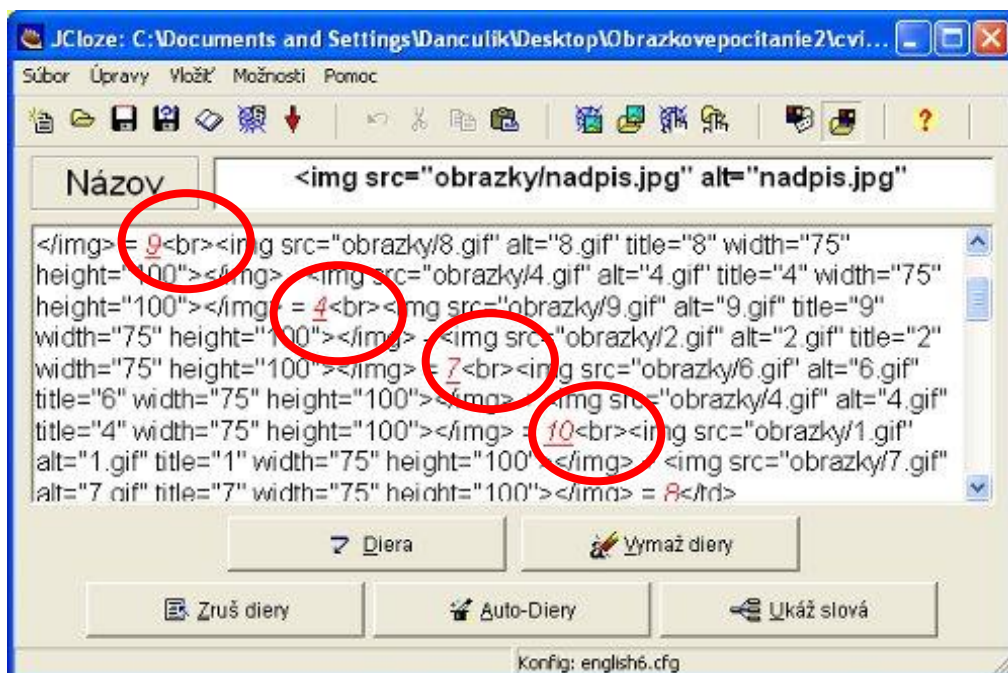 JCloze: C:\Documents and Settings\Danculik\Desktop\Obrazkovepocitanie2\cvi...
Súbor Úpravy Vložiť Možnosti Pomoc
Názov
<img src="obrazky/nadpis.jpg" alt="nadpis.jpg"
</img> = 9<br><img src="obrazky/8.gif" alt="8.gif" title="8" width="75"
height="100"></img> - <img src="obrazky/4.gif" alt="4.gif" title="4" width="75"
height="100"></img> = 4<br><img src="obrazky/9.gif" alt="9.gif" title="9"
width="75" height="100"></img> - <img src="obrazky/2.gif" alt="2.gif" title="2"
width="75" height="100"></img> = 7<br><img src="obrazky/6.gif" alt="6.gif"
title="6" width="75" height="100"></img> + <img src="obrazky/4.gif" alt="4.gif"
title="4" width="75" height="100"></img> = 10<br><img src="obrazky/1.gif"
alt="1.gif" title="1" width="75" height="100"></img> + <img src="obrazky/7.gif"
alt="7.gif" title="7" width="75" height="100"></img> = 8</td>
Diera
Vymaž diery
Zruš diery
Auto-Diery
Ukáž slová
Konfig: english6.cfg